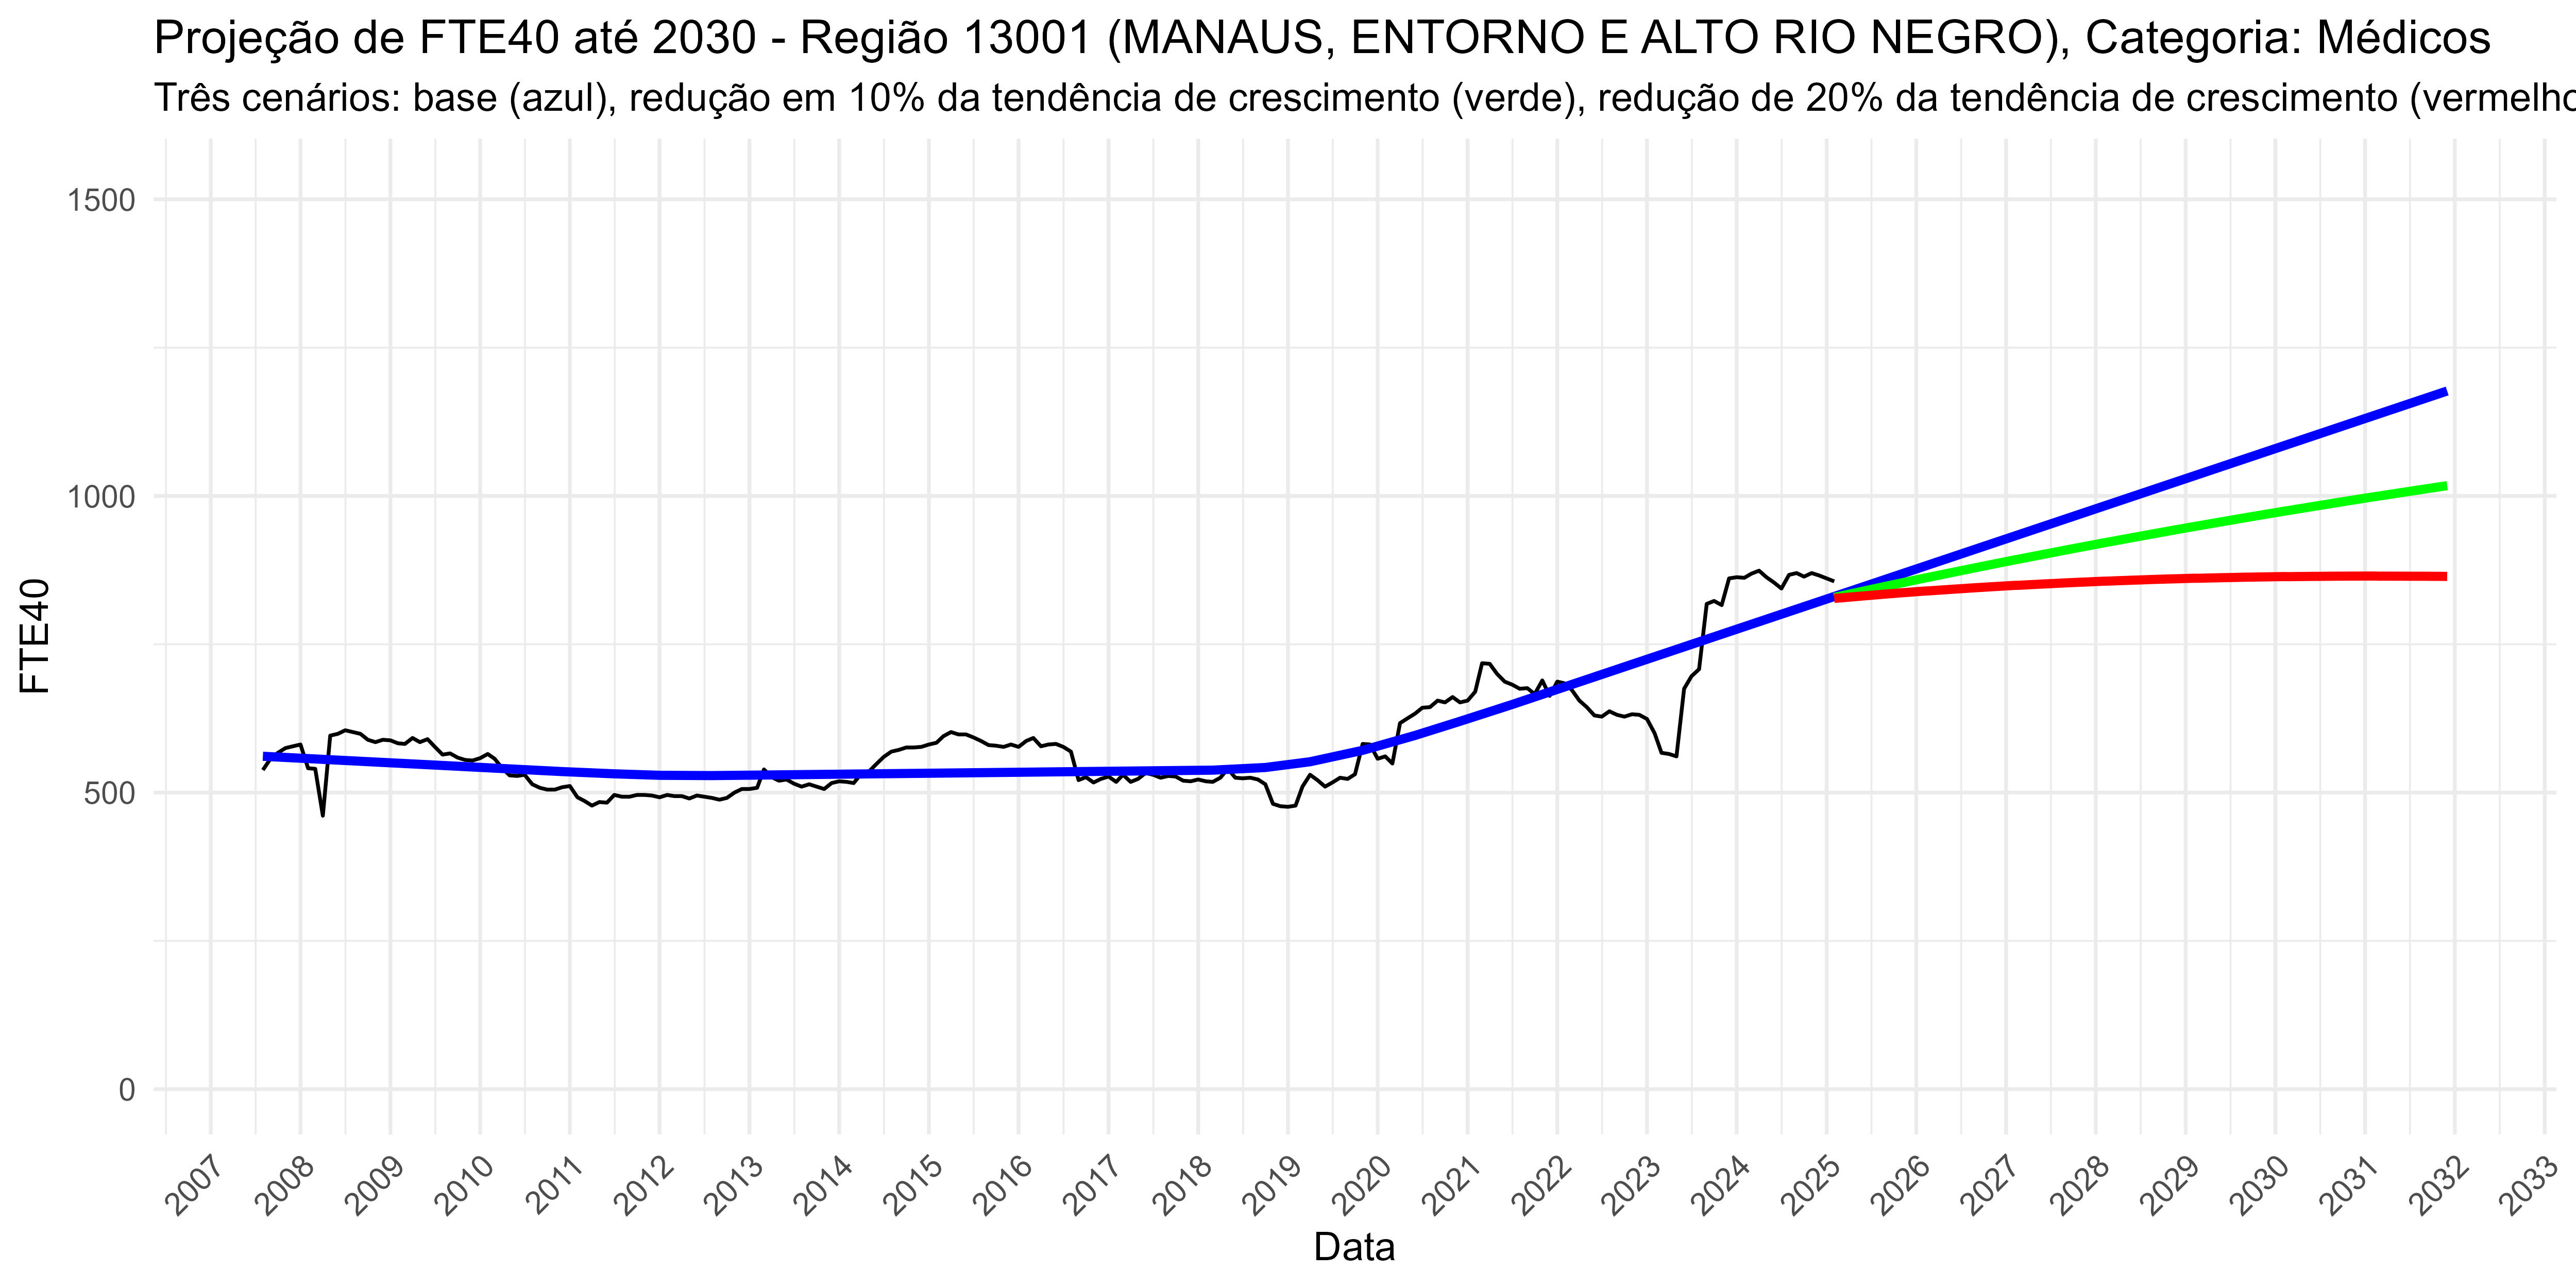 Projeção de FTE40 até 2030 - Região 13001 (MANAUS, ENTORNO E ALTO RIO NEGRO), Categoria: Médicos
Três cenários: base (azul), redução em 10% da tendência de crescimento (verde), redução de 20% da tendência de crescimento (vermelho
1500
1000
500
0
FTE40
2007 2008 2009 2010 2011 2012 2013 2014 2015 2016 2017 2018 2019 2020 2021 2022 2023 2024 2025 2026 2027 2028 2029 2030 2031 2032 2033
Data